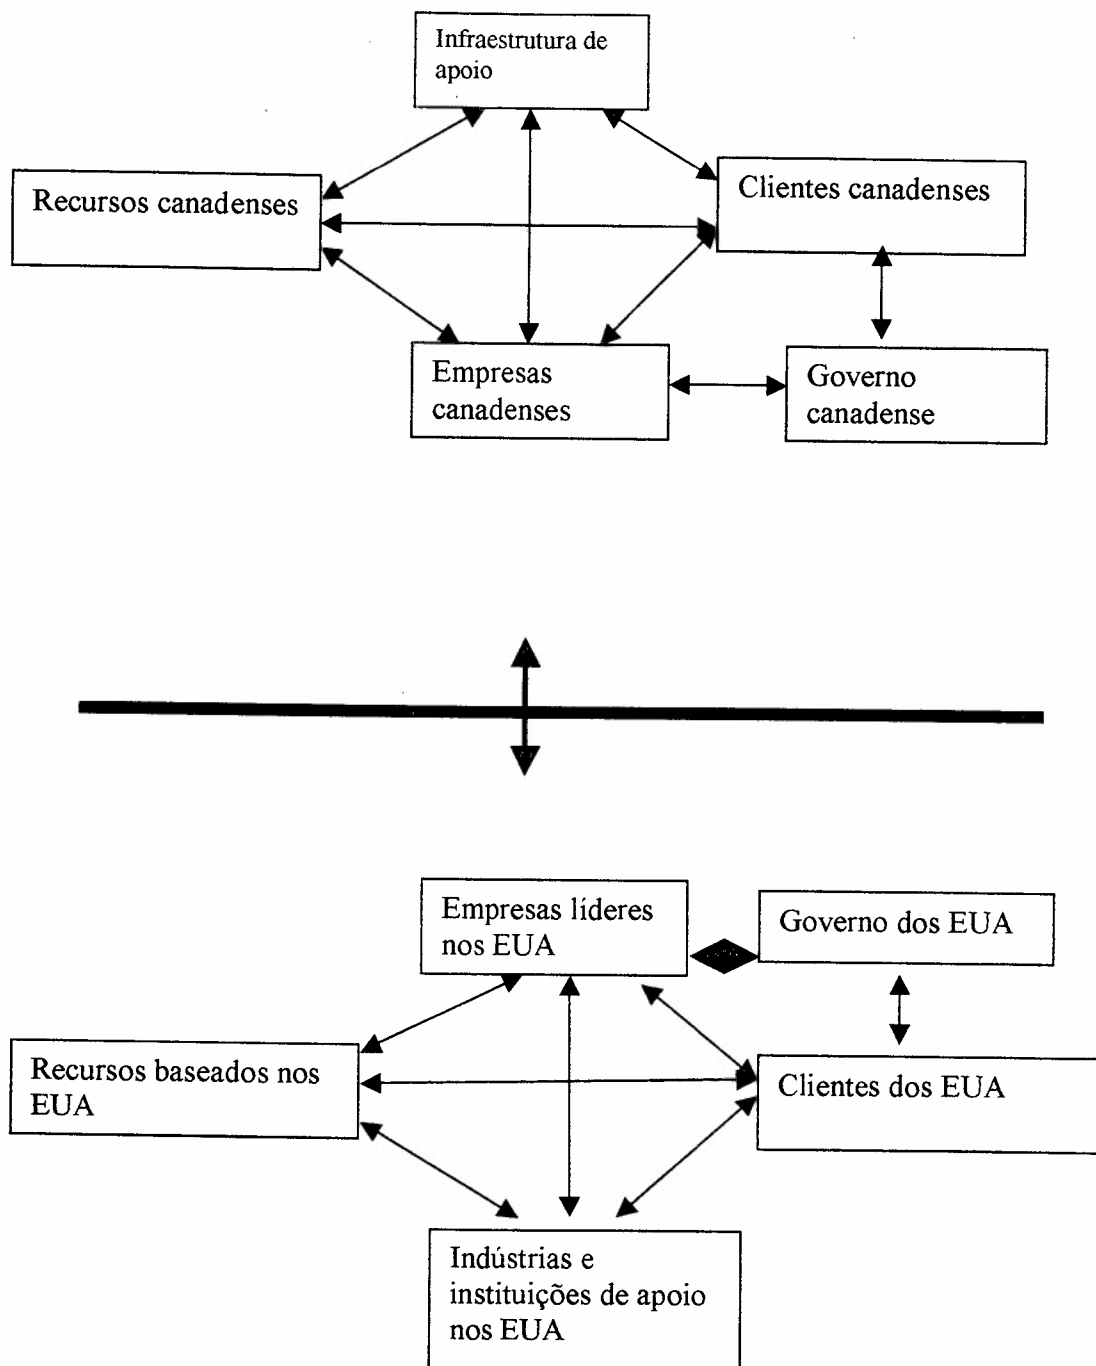 Infraestrutura de
apoio
Recursos canadenses
Clientes canadenses
Empresas
canadenses
Governo
canadense
Empresas líderes
nos EUA
Governo dos EUA
Recursos baseados nos
EUA
Clientes dos EUA
Indústrias e
instituições de apoio
nos EUA